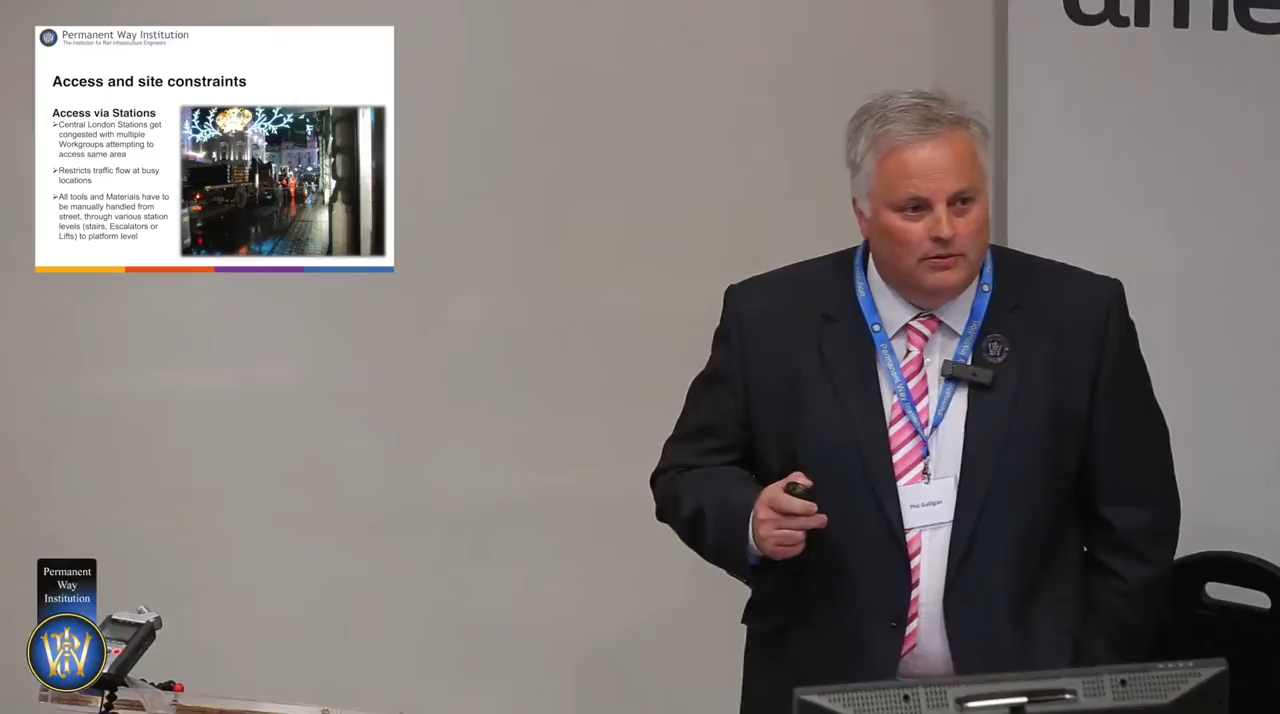 Permanent Way Institution
The Institution for Rail Infrastructure Engineers
Access and site constraints
Access via Stations
➢Central London Stations get
congested with multiple
Workgroups attempting to
access same area
➢Restricts traffic flow at busy
locations
➢All tools and Materials have to
be manually handled from
street, through various station
levels (stairs, Escalators or
Lifts) to platform level
Permanent Way Institution
Permanent
Way
Institution